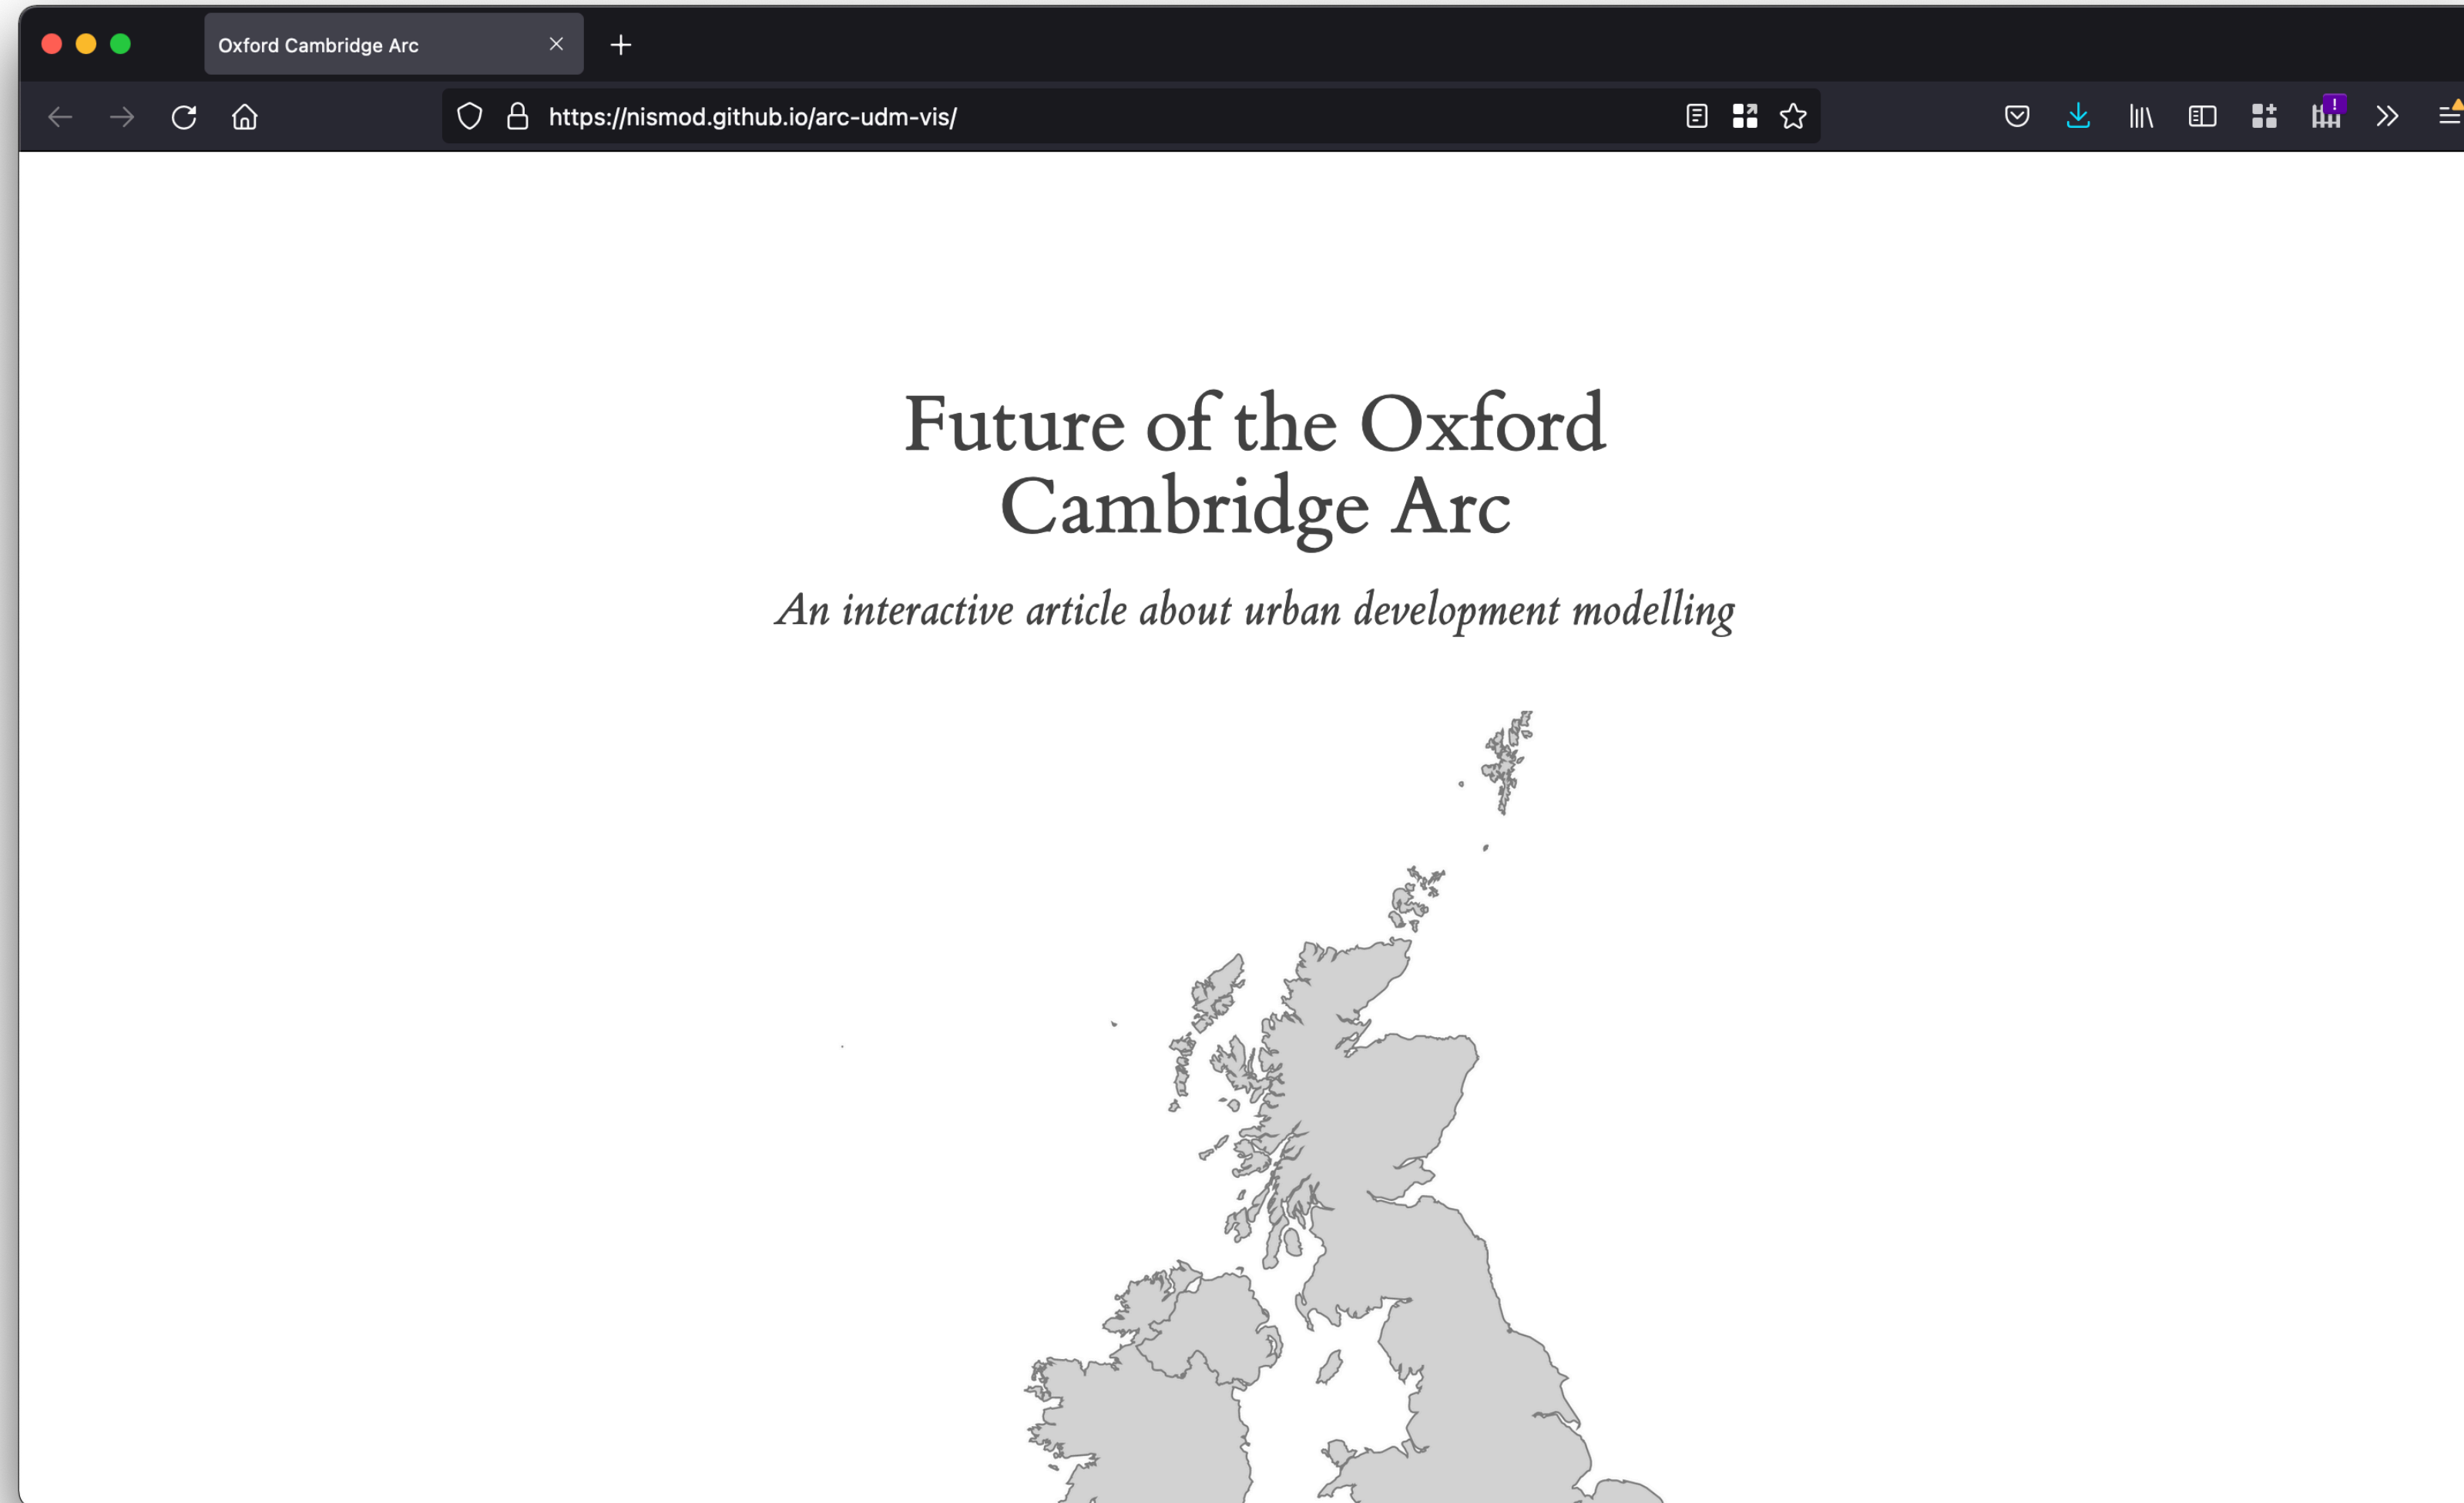 Oxford Cambridge Arc
https://nismod.github.io/arc-udm-vis/
Future of the Oxford
Cambridge Arc
An interactive article about urban development modelling